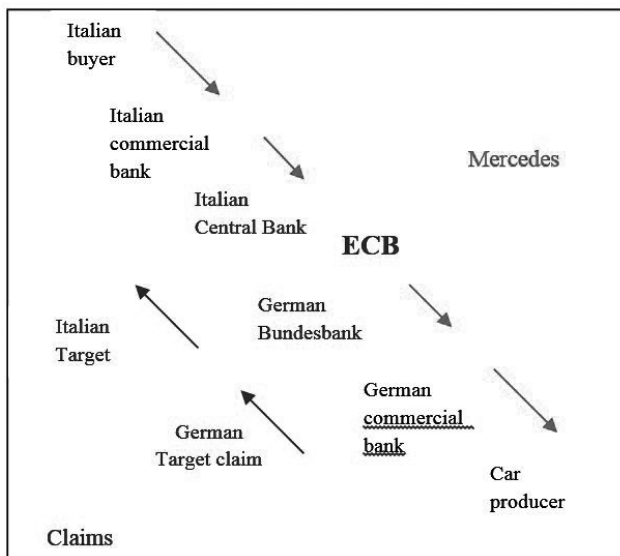 Italian
buyer
Italian
commercial
bank
Mercedes
Italian
Central Bank
ECB
German
Bundesbank
Italian
Target
German
commercial
bank
German
Target claim
Car
producer
Claims